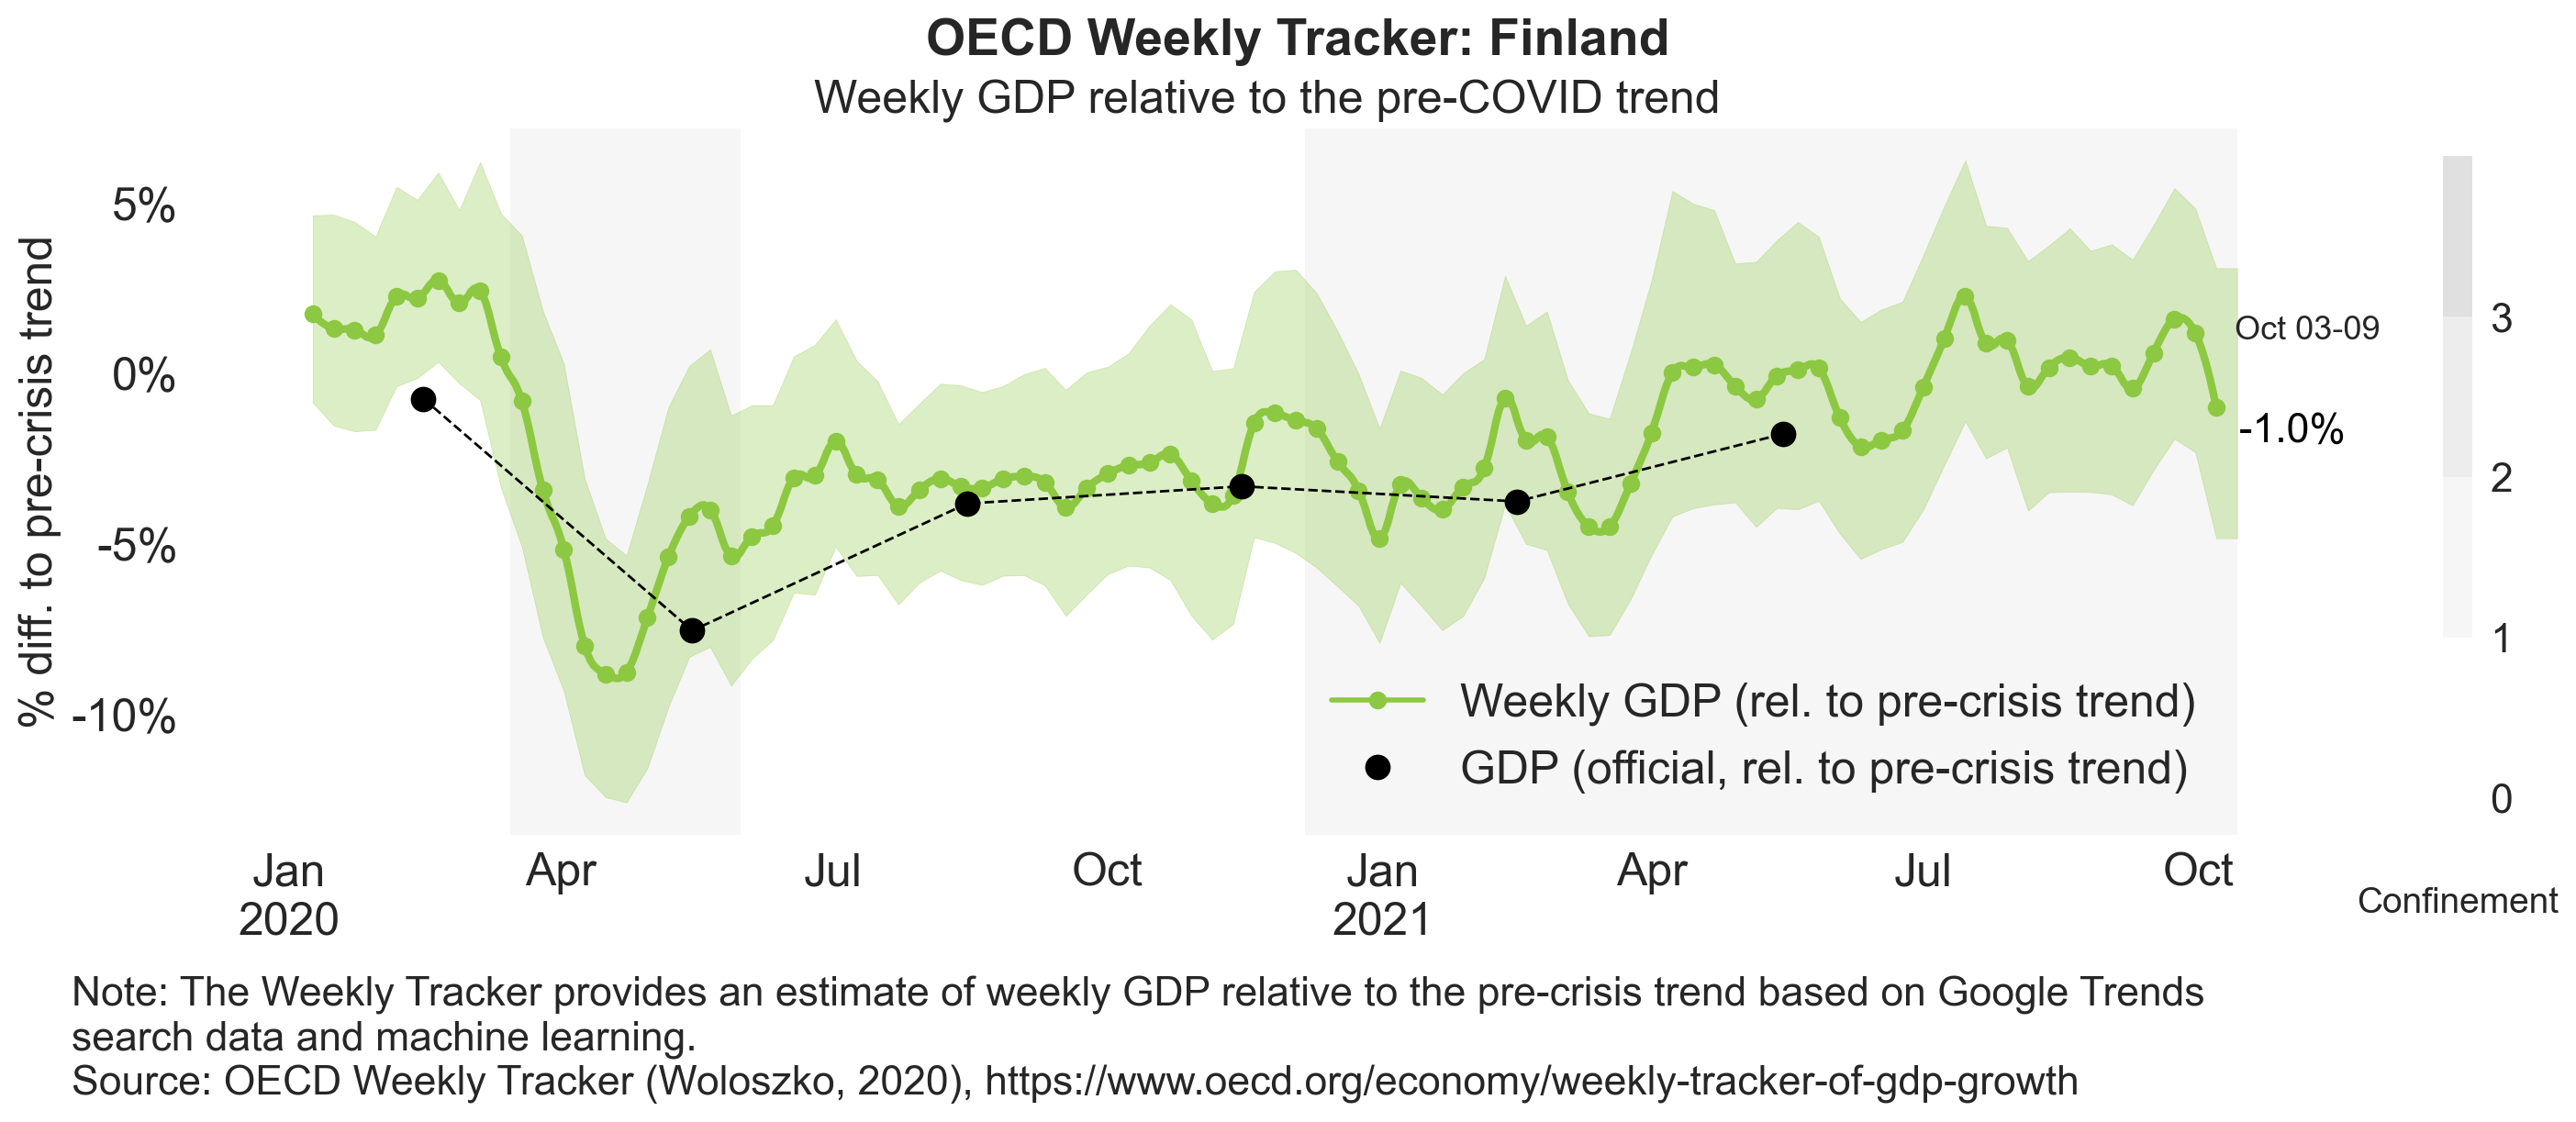 OECD Weekly Tracker: Finland
Weekly GDP relative to the pre-COVID trend
% diff. to pre-crisis trend
5%
0%
-5%
-10%
Oct 03-09
-1.0%
Weekly GDP (rel. to pre-crisis trend)
GDP (official, rel. to pre-crisis trend)
3
2
1
0
Confinement
Jan
2020
Apr
Jul
Oct
Jan
2021
Apr
Jul
Oct
Note: The Weekly Tracker provides an estimate of weekly GDP relative to the pre-crisis trend based on Google Trends
search data and machine learning.
Source: OECD Weekly Tracker (Woloszko, 2020), https://www.oecd.org/economy/weekly-tracker-of-gdp-growth